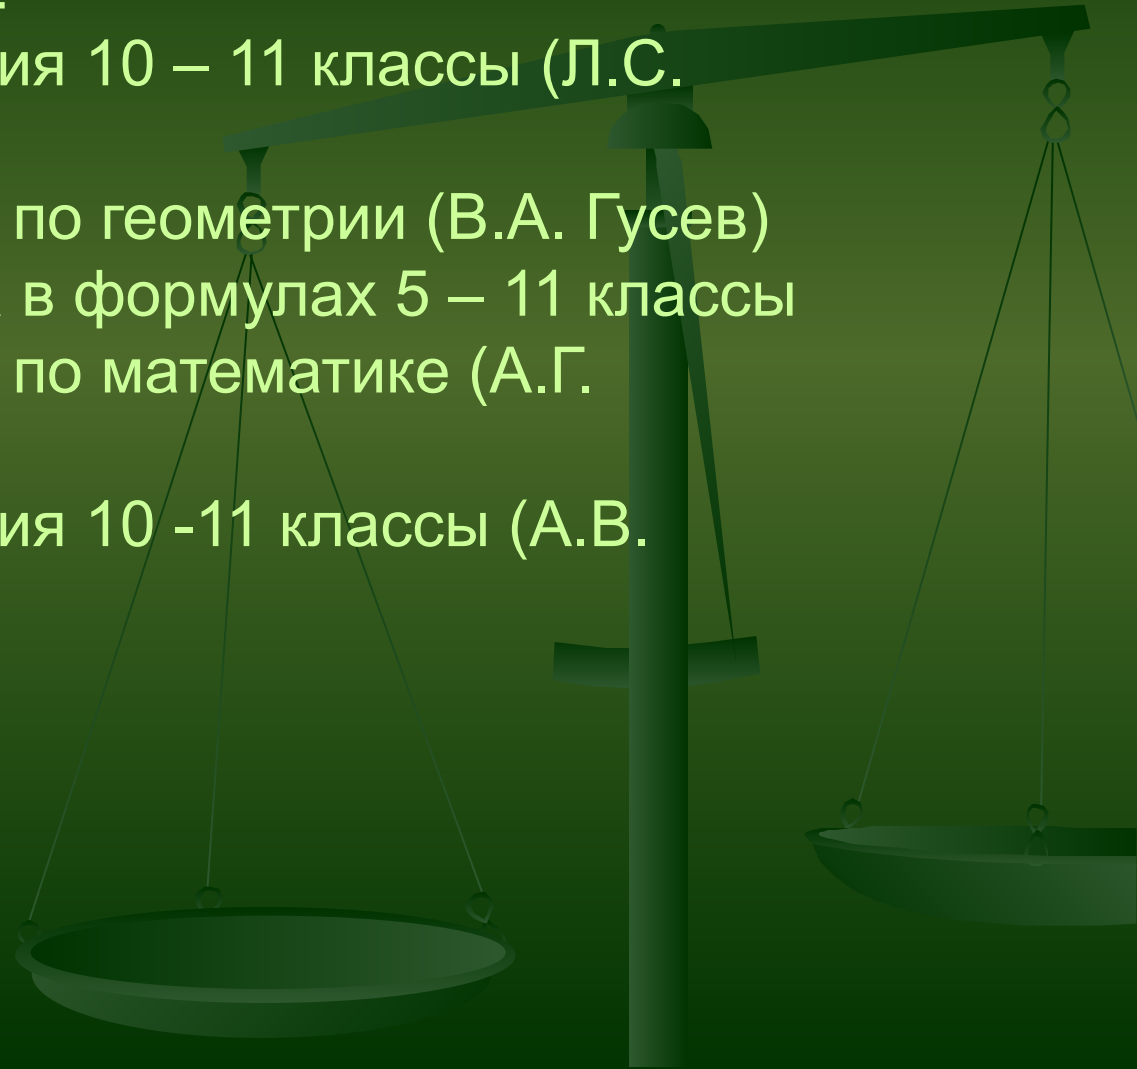 ия 10 – 11 классы (Л.С.
по геометрии (В.А. Гусев)
в формулах 5 – 11 классы
по математике (А.Г.
ия 10 -11 классы (А.В.